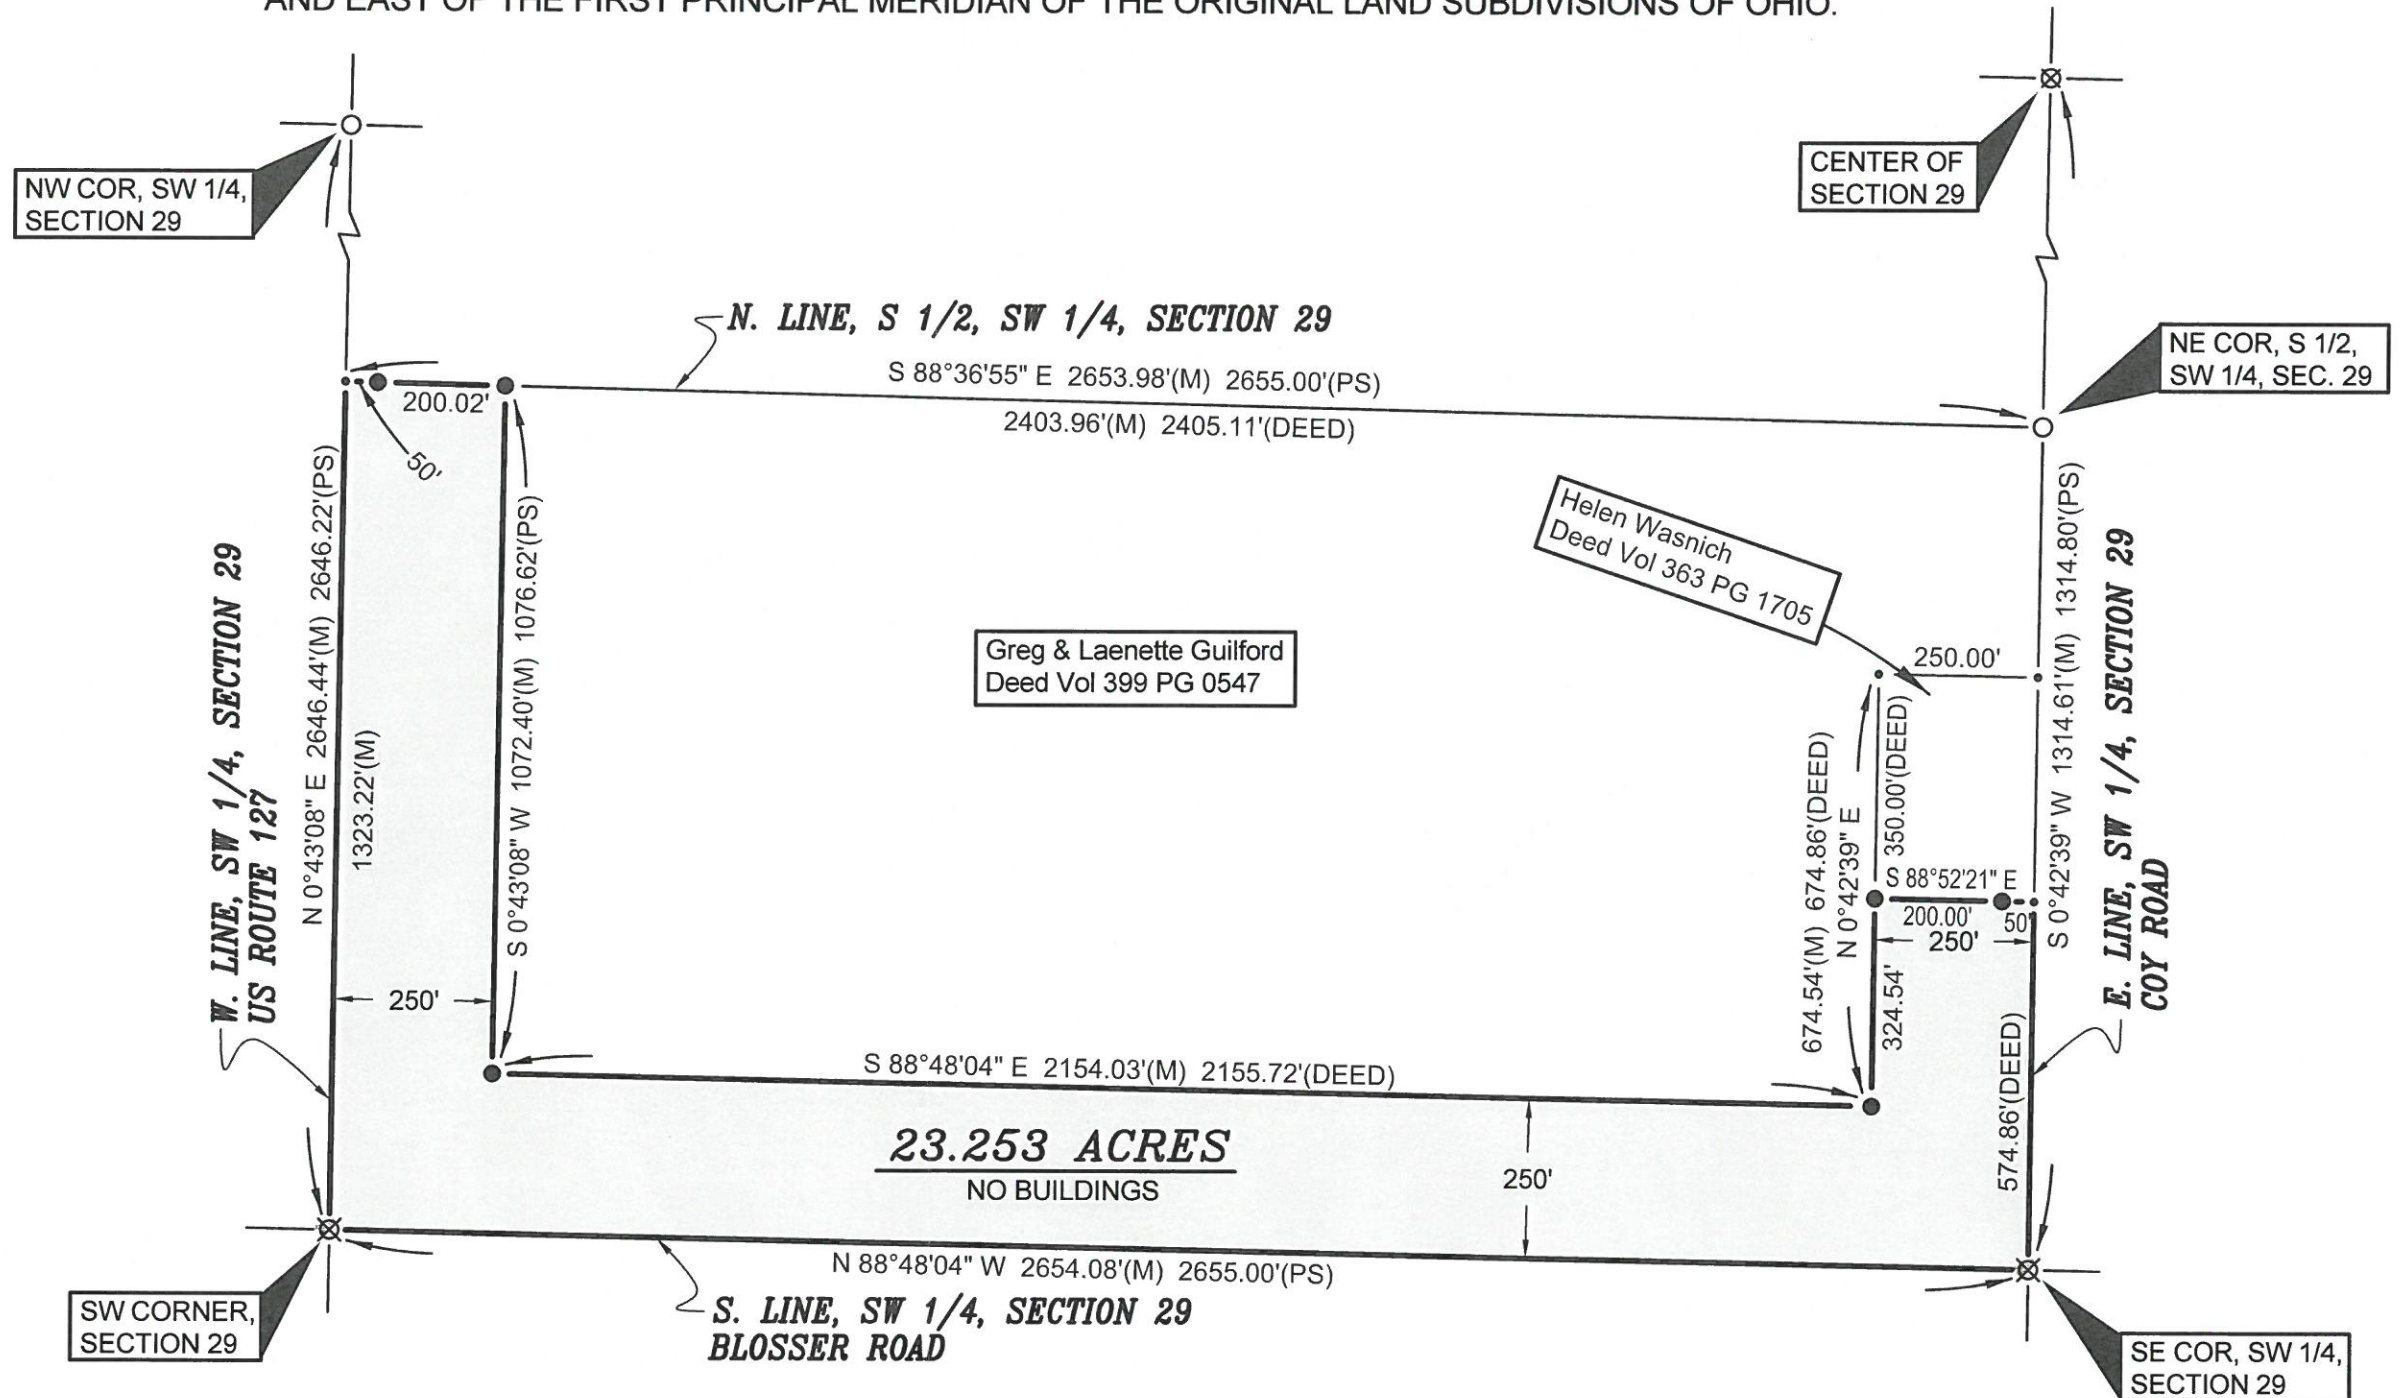 AND EAST OF THE FIRST PRINCIPAL MERIDIAN OF THE ORIGINAL LAND SUBDIVISIONS OF OHIO.
NW COR, SW 1/4,
SECTION 29
CENTER OF
SECTION 29
N. LINE, S 1/2, SW 1/4, SECTION 29
S 88°36'55" E 2653.98'(M) 2655.00'(PS)
2403.96'(M) 2405.11'(DEED)
NE COR, S 1/2,
SW 1/4, SEC. 29
200.02'
50'
W. LINE, SW 1/4, SECTION 29
US ROUTE 127
N 0°43'08" E 2646.44'(M) 2646.22'(PS)
1323.22'(M)
S 0°43'08" W 1072.40'(M) 1076.62'(PS)
250'
Greg & Laenette Guilford
Deed Vol 399 PG 0547
Helen Wasnich
Deed Vol 363 PG 1705
250.00'
674.54'(M) 674.86'(DEED)
N 0°42'39" E
350.00'(DEED)
S 88°52'21" E
200.00'
50'
250'
324.54'
574.86'(DEED)
S 0°42'39" W 1314.61'(M) 1314.80'(PS)
E. LINE, SW 1/4, SECTION 29
COY ROAD
S 88°48'04" E 2154.03'(M) 2155.72'(DEED)
23.253 ACRES
NO BUILDINGS
250'
N 88°48'04" W 2654.08'(M) 2655.00'(PS)
S. LINE, SW 1/4, SECTION 29
BLOSSER ROAD
SW CORNER,
SECTION 29
SE COR, SW 1/4,
SECTION 29